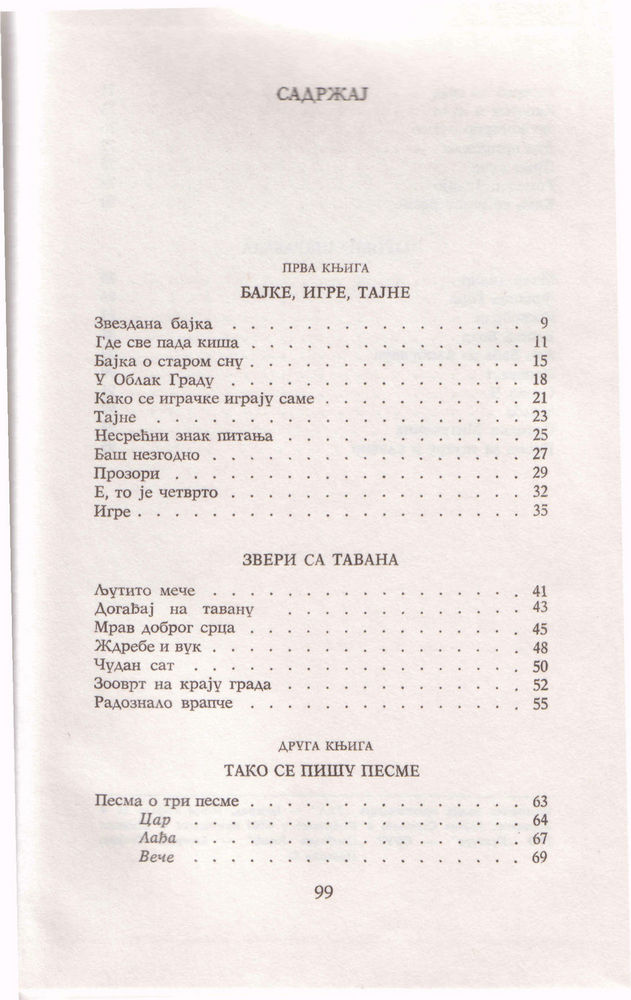 САДРЖАЈ
ПРВА КЊИГА
БАЈКЕ, ИГРЕ, ТАЈНЕ
Звездана бајка . . . . . . . . . . . . . . . . 9
Где све пада киша . . . . . . . . . . . . . . . 11
Бајка о старом сну . . . . . . . . . . . . . . . 15
У Облак Граду . . . . . . . . . . . . . . . . 18
Како се играчке играју саме . . . . . . . . . . . 21
Тајне . . . . . . . . . . . . . . . . . . . . 23
Несрећни знак питања . . . . . . . . . . . . . 25
Баш незгодно . . . . . . . . . . . . . . . . . 27
Прозори . . . . . . . . . . . . . . . . . . . 29
Е, то је четврто . . . . . . . . . . . . . . . . 32
Игре . . . . . . . . . . . . . . . . . . . . . 35
ЗВЕРИ СА ТАВАНА
Љутито мече . . . . . . . . . . . . . . . . . 41
Догађај на тавану . . . . . . . . . . . . . 43
Мрав доброг срца . . . . . . . . . . . . . . . 45
Ждребе и вук . . . . . . . . . . . . . . . . . 48
Чудан сат . . . . . . . . . . . . . . . . . . 50
Зооврт на крају града . . . . . . . . . . . . . 52
Радознало врапче . . . . . . . . . . . . . . . 55
ДРУГА КЊИГА
ТАКО СЕ ПИШУ ПЕСМЕ
Песма о три песме . . . . . . . . . . . . . . . 63
Цар . . . . . . . . . . . . . . . . . . 64
Лађа . . . . . . . . . . . . . . . . . . 67
Вече . . . . . . . . . . . . . . . . . . 69
99